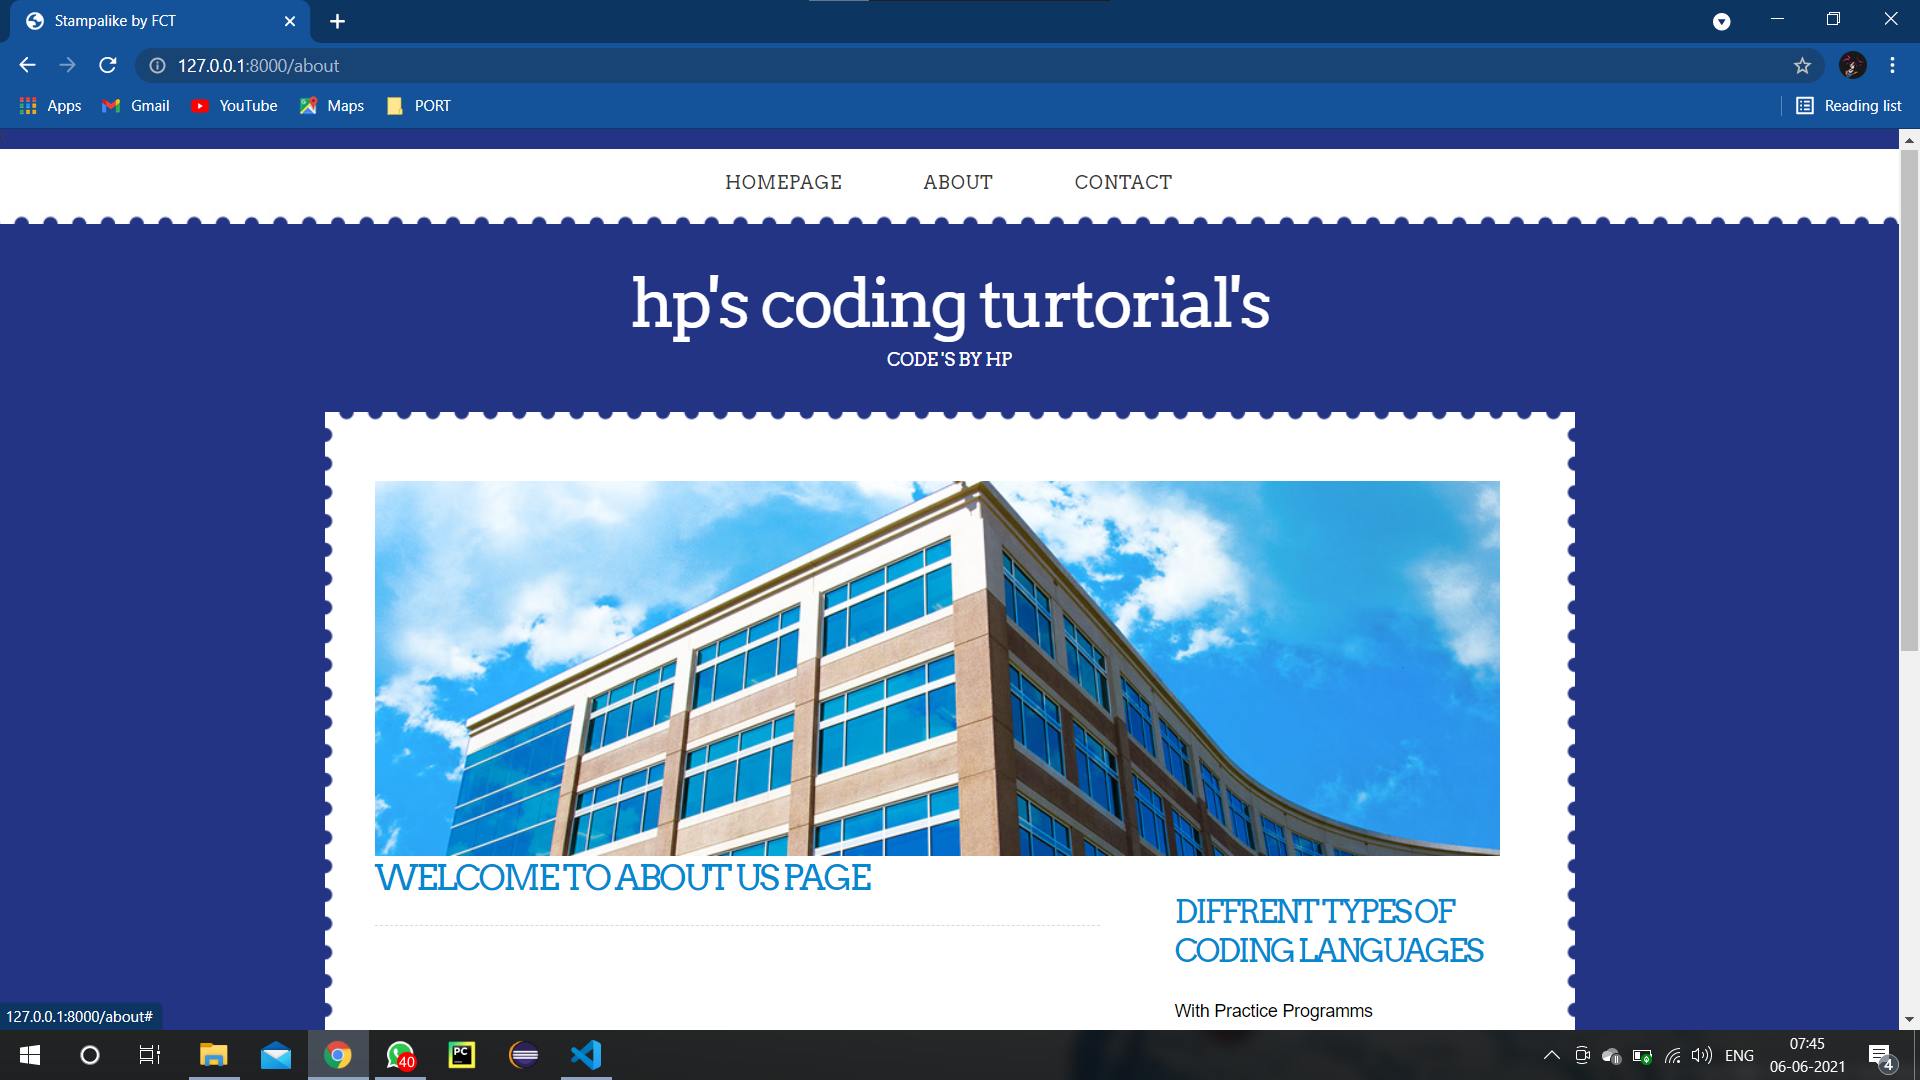 Stampalike by FCT
127.0.0.1:8000/about
Apps Gmail YouTube Maps PORT Reading list
HOMEPAGE ABOUT CONTACT
hp's coding turtorial's
CODE'S BY HP
WELCOME TO ABOUT US PAGE
DIFFRENT TYPES OF
CODING LANGUAGES
With Practice Programms
127.0.0.1:8000/about#
40
PC
ENG
07:45
06-06-2021
4